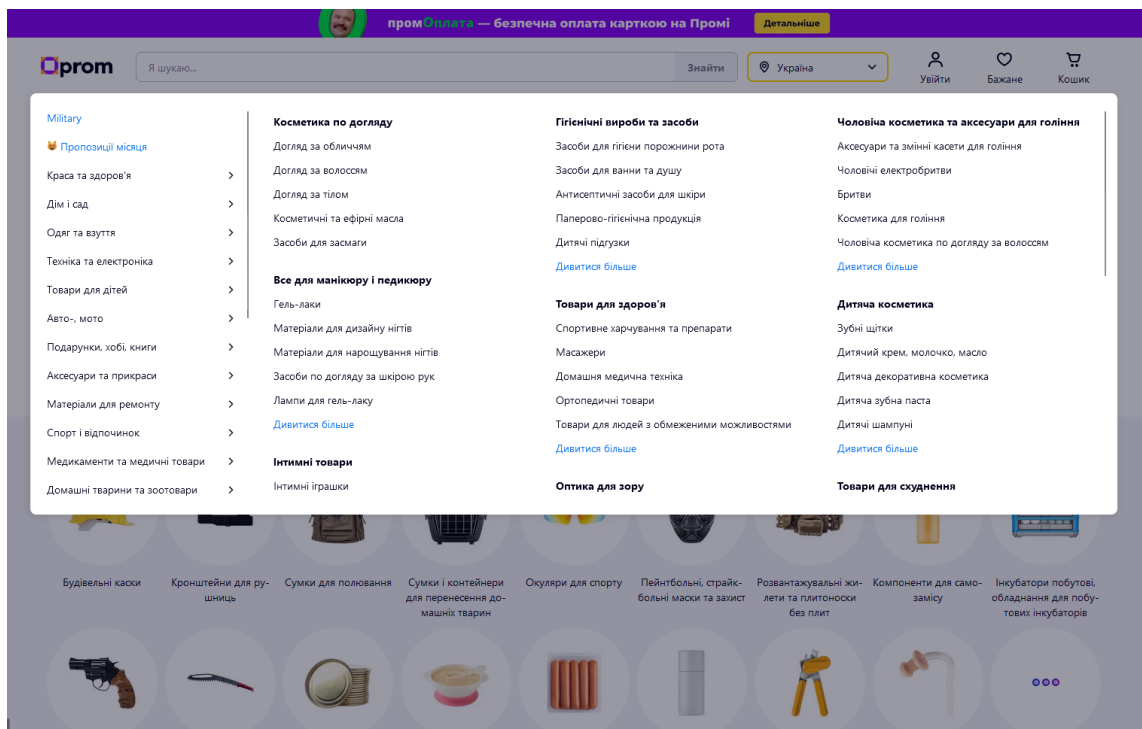 промОплата — безпечна оплата карткою на Промі
Детальніше
prom
Я шукаю...
Знайти
Україна
Увійти
Бажане
Кошик
Military
Пропозиції місяця
Краса та здоров'я
Дім і сад
Одяг та взуття
Техніка та електроніка
Товари для дітей
Авто-, мото
Подарунки, хобі, книги
Аксесуари та прикраси
Матеріали для ремонту
Спорт і відпочинок
Медикаменти та медичні товари
Домашні тварини та зоотовари
Косметика по догляду
Догляд за обличчям
Догляд за волоссям
Догляд за тілом
Косметичні та ефірні масла
Засоби для засмаги
Все для манікюру і педикюру
Гель-лаки
Матеріали для дизайну нігтів
Матеріали для нарощування нігтів
Засоби по догляду за шкірою рук
Лампи для гель-лаку
Дивитися більше
Інтимні товари
Інтимні іграшки
Гігієнічні вироби та засоби
Засоби для гігієни порожнини рота
Засоби для ванни та душу
Антисептичні засоби для шкіри
Паперово-гігієнічна продукція
Дитячі підгузки
Дивитися більше
Товари для здоров'я
Спортивне харчування та препарати
Масажери
Домашня медична техніка
Ортопедичні товари
Товари для людей з обмеженими можливостями
Дивитися більше
Оптика для зору
Чоловіча косметика та аксесуари для гоління
Аксесуари та змінні касети для гоління
Чоловічі електробритви
Бритви
Косметика для гоління
Чоловіча косметика по догляду за волоссям
Дивитися більше
Дитяча косметика
Зубні щітки
Дитячий крем, молочко, масло
Дитяча декоративна косметика
Дитяча зубна паста
Дитячі шампуні
Дивитися більше
Товари для схуднення
Будівельні каски
Кронштейни для ру-
шниць
Сумки для полювання
Сумки і контейнери
для перенесення до-
машніх тварин
Окуляри для спорту
Пейнтбольні, страйк-
больні маски та захист
Розвантажувальні жи-
лети та плитоноски
без плит
Компоненти для само-
замісу
Інкубатори побутові,
обладнання для побу-
тових інкубаторів